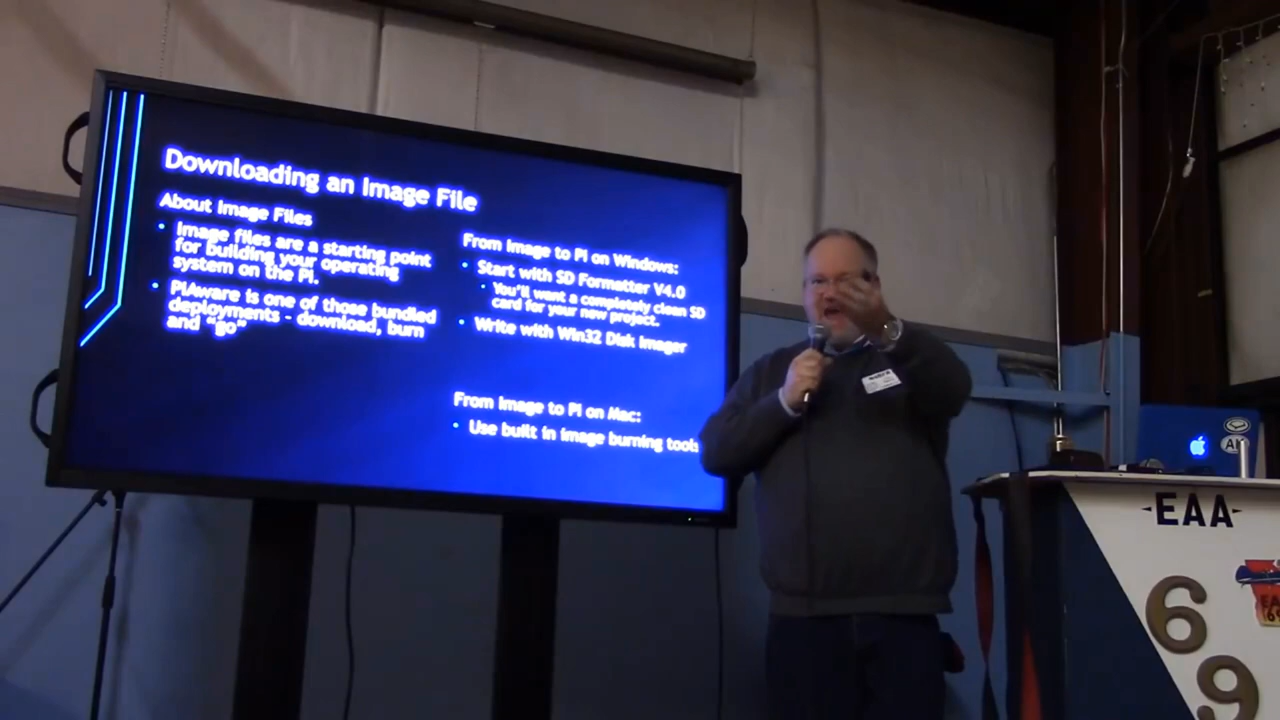 Downloading an Image File
About Image Files
• Image files are a starting point
for building your operating
system on the Pi.
• PiAware is one of those bundled
deployments - download, burn
and "go"
From Image to Pi on Windows:
• Start with SD Formatter V4.0
• You'll want a completely clean SD
card for your new project.
• Write with Win32 Disk Imager
From Image to Pi on Mac:
• Use built in image burning tools
EAA
69